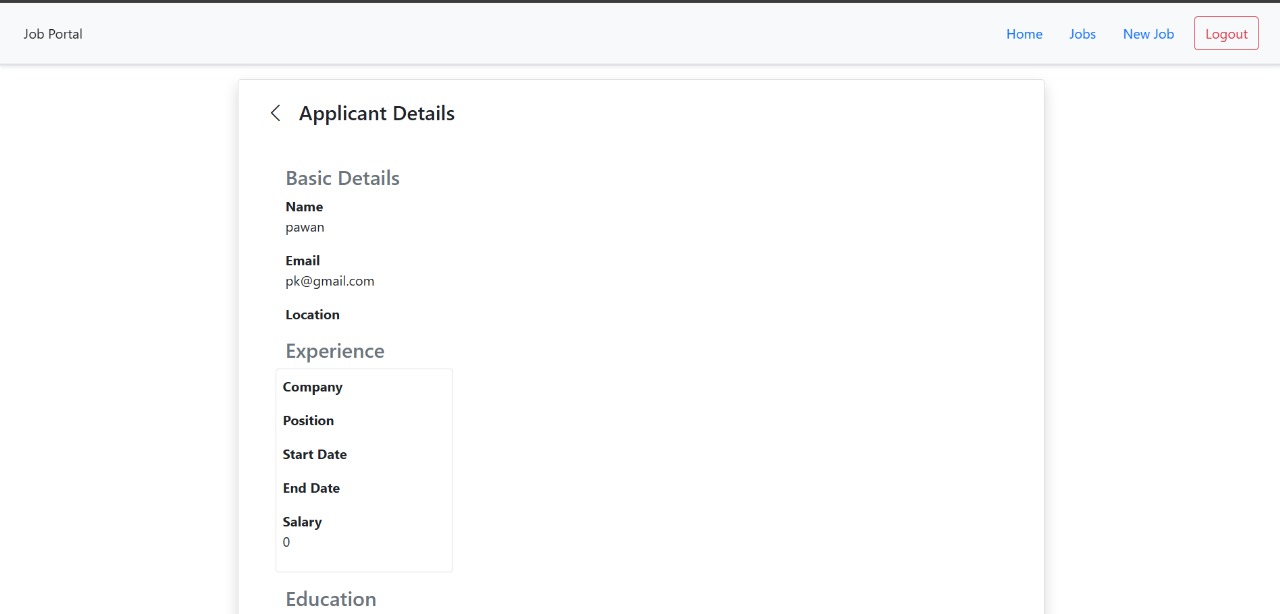 Job Portal Home Jobs New Job Logout
Applicant Details
Basic Details
Name
pawan
Email
pk@gmail.com
Location
Experience
Company
Position
Start Date
End Date
Salary
0
Education